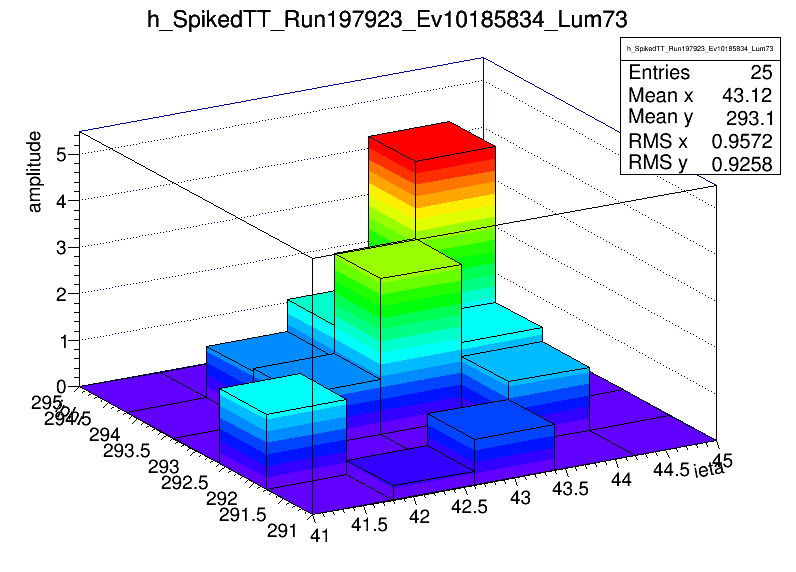 h_SpikedTT_Run197923_Ev10185834_Lum73
h_SpikedTT_Run197923_Ev10185834_Lum73
Entries 25
Mean x 43.12
Mean y 293.1
RMS x 0.9572
RMS y 0.9258
amplitude
5
4
3
2
1
0
295
294.5
294
293.5
293
292.5
292
291.5
291
41
41.5
42
42.5
43
43.5
44
44.5
45
ieta